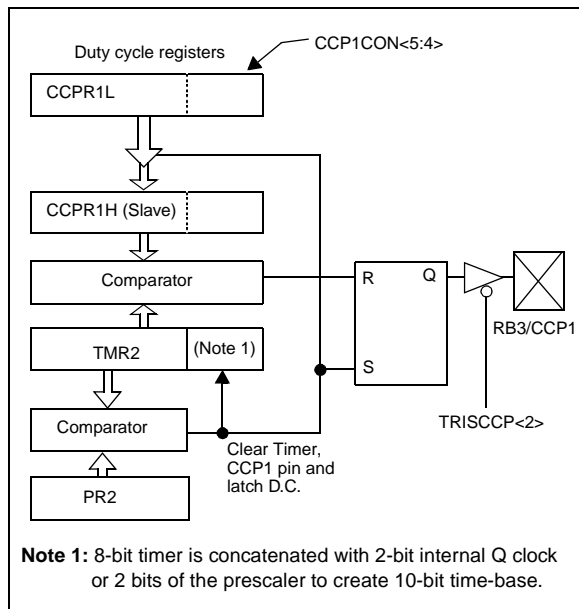 Duty cycle registers
CCP1CON<5:4>
CCPR1L
CCPR1H (Slave)
Comparator
R
Q
RB3/CCP1
TMR2
(Note 1)
S
TRISCCP<2>
Comparator
Clear Timer,
CCP1 pin and
latch D.C.
PR2
Note 1: 8-bit timer is concatenated with 2-bit internal Q clock
or 2 bits of the prescaler to create 10-bit time-base.